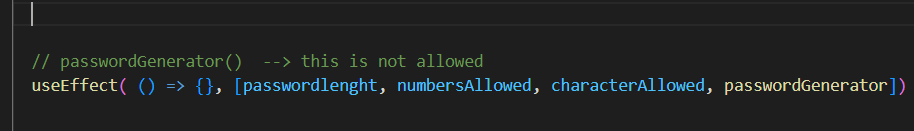 // passwordGenerator()  --> this is not allowed
useEffect( () => {}, [passwordlenght, numbersAllowed, characterAllowed, passwordGenerator])